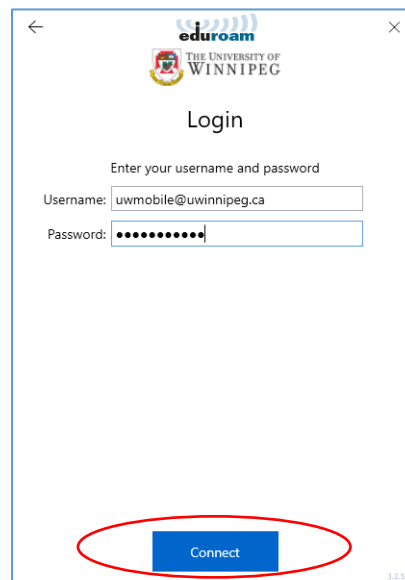 eduroam
THE UNIVERSITY OF
WINNIPEG
Login
Enter your username and password
Username: uwmobile@uwinnipeg.ca
Password: ●●●●●●●●●●●
Connect
3.2.5